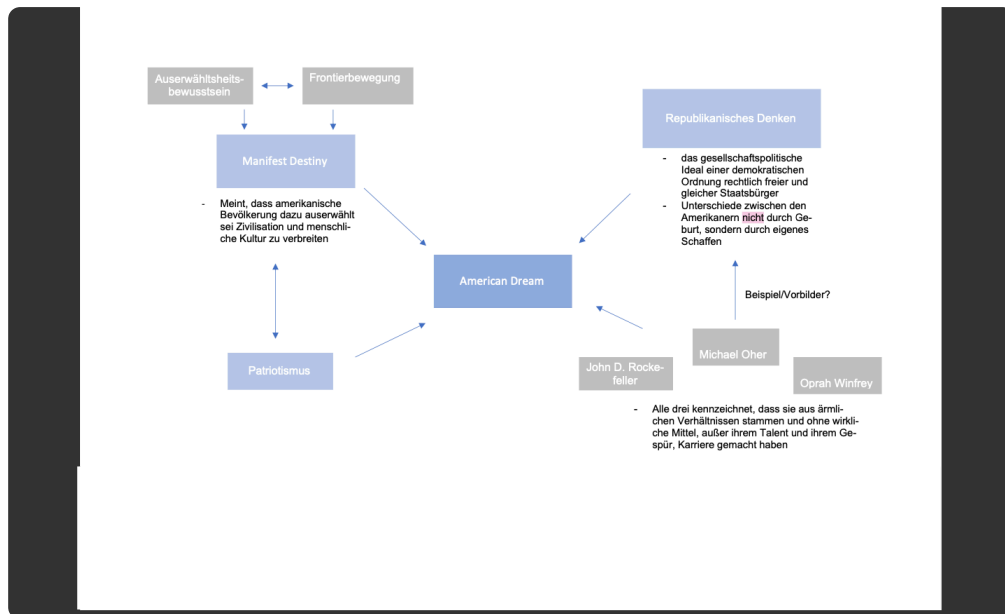 Auserwähltsheits-
bewusstsein
Frontierbewegung
Manifest Destiny
- Meint, dass amerikanische
Bevölkerung dazu auserwählt
sei Zivilisation und menschli-
che Kultur zu verbreiten
Patriotismus
American Dream
Republikanisches Denken
- das gesellschaftspolitische
Ideal einer demokratischen
Ordnung rechtlich freier und
gleicher Staatsbürger
- Unterschiede zwischen den
Amerikanern nicht durch Ge-
burt, sondern durch eigenes
Schaffen
Beispiel/Vorbilder?
John D. Rocke-
feller
Michael Oher
Oprah Winfrey
- Alle drei kennzeichnet, dass sie aus ärmli-
chen Verhältnissen stammen und ohne wirkli-
che Mittel, außer ihrem Talent und ihrem Ge-
spür, Karriere gemacht haben